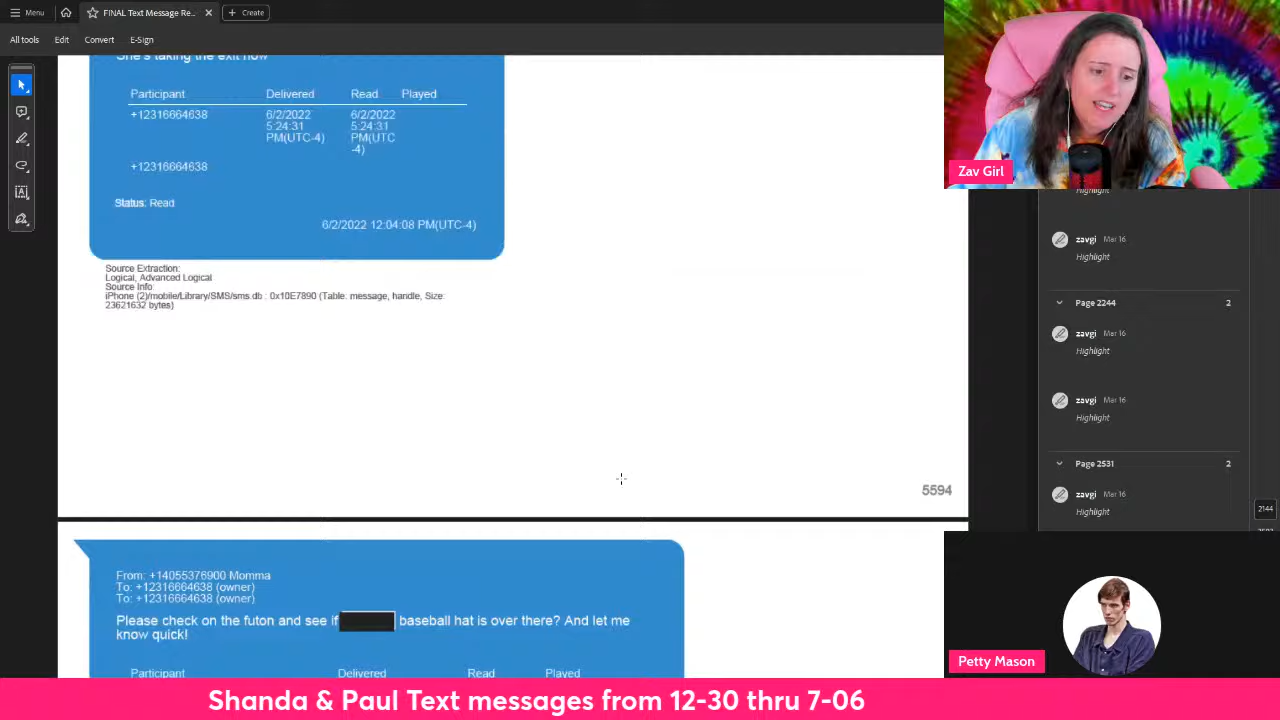 Menu
FINAL Text Message Re...
Create
All tools
Edit
Convert
E-Sign
She's taking the exit now
Participant Delivered Read Played
+12316664638 6/2/2022 5:24:31 PM(UTC-4) 6/2/2022 5:24:31 PM(UTC -4)
+12316664638
Status: Read
6/2/2022 12:04:08 PM(UTC-4)
Source Extraction:
Logical, Advanced Logical
Source Info
iPhone (2)/mobile/Library/SMS/sms.db : 0x10E7890 (Table: message, handle, Size:
23621632 bytes)
5594
From: +14055376900 Momma
To: +12316664638 (owner)
To: +12316664638 (owner)
Please check on the futon and see if baseball hat is over there? And let me
know quick!
Participant Delivered Read Played
Zav Girl
Highlight
zavgi Mar 16
Highlight
Page 2244 2
zavgi Mar 16
Highlight
zavgi Mar 16
Highlight
Page 2531 2
zavgi Mar 16
Highlight
2144
Petty Mason
Shanda & Paul Text messages from 12-30 thru 7-06